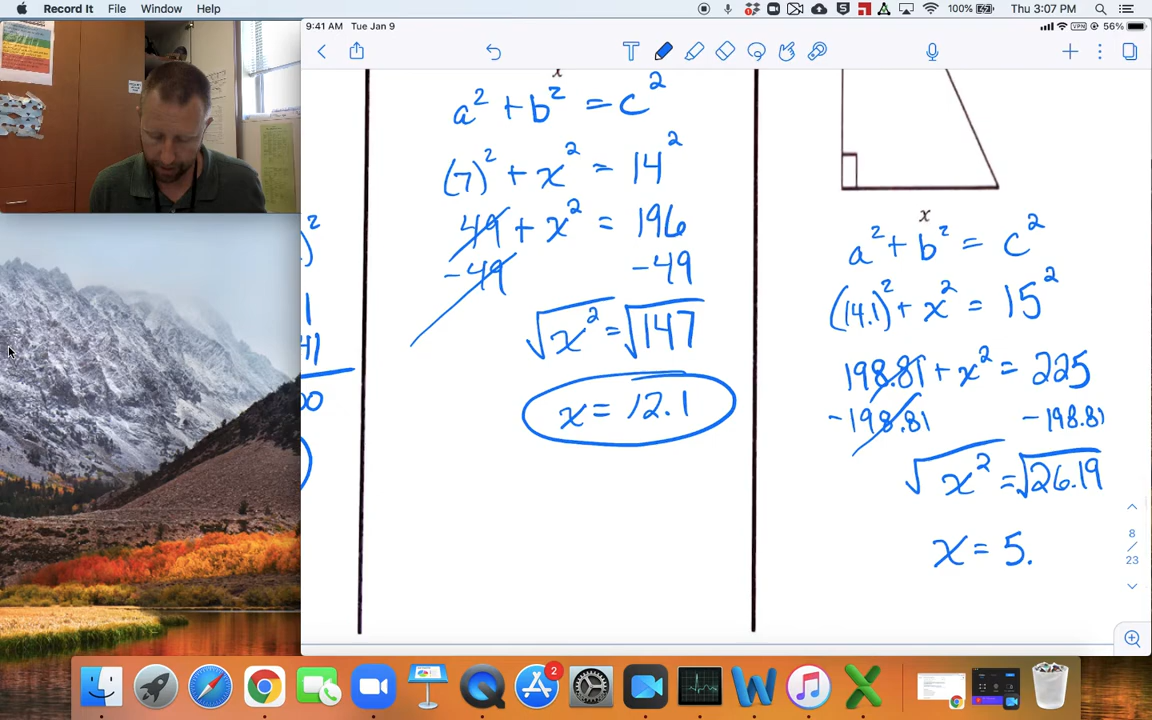 Record It File Window Help 100% Thu 3:07 PM
9:41 AM Tue Jan 9 VPN 56%
T
x
a² + b² = c²
(7)² + x² = 14²
49 + x² = 196
-49 -49
√x² = √147
x = 12.1
x
a² + b² = c²
(14.1)² + x² = 15²
198.81 + x² = 225
-198.81 -198.81
√x² = √26.19
x = 5.
8
/
23
2